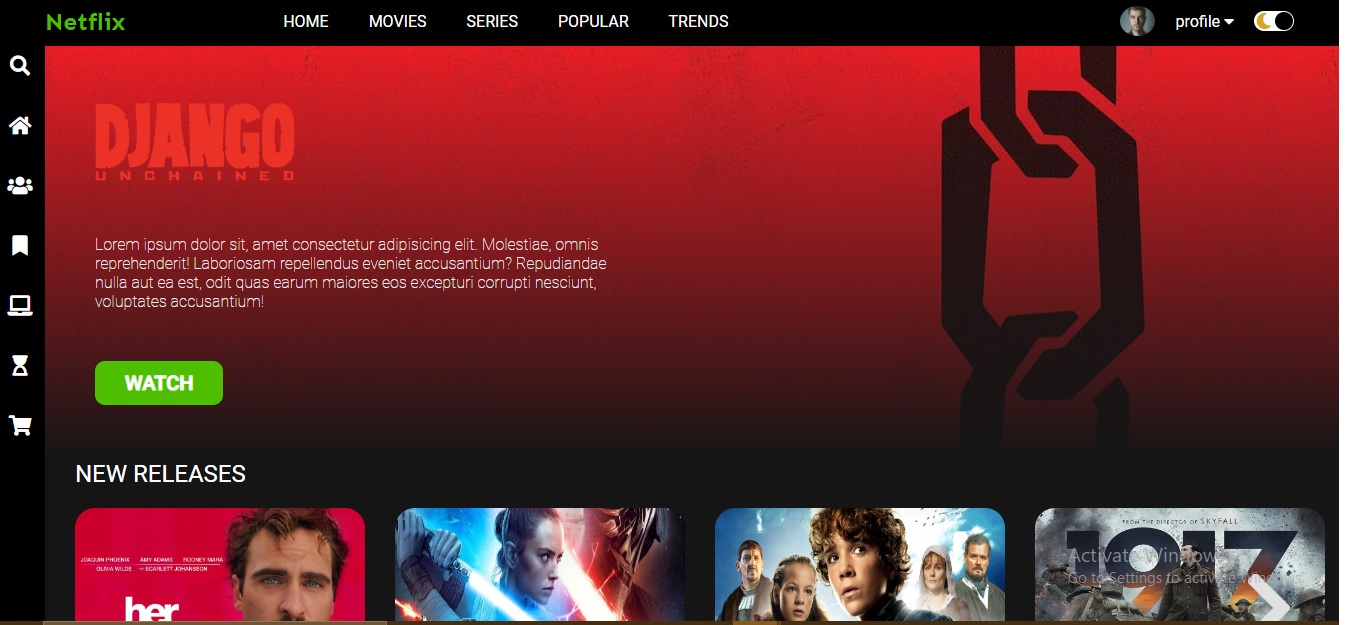 Netflix
HOME MOVIES SERIES POPULAR TRENDS
profile
DJANGO
UNCHAINED
Lorem ipsum dolor sit, amet consectetur adipisicing elit. Molestiae, omnis
reprehenderit! Laboriosam repellendus eveniet accusantium? Repudiandae
nulla aut ea est, odit quas earum maiores eos excepturi corrupti nesciunt,
voluptates accusantium!
WATCH
NEW RELEASES
JOAQUIN PHOENIX AMY ADAMS ROONEY MARA
OLIVIA WILDE SCARLETT JOHANSSON
her
FROM THE DIRECTOR OF SKYFALL
1917
Activate Windows
Go to Settings to activate Windows.